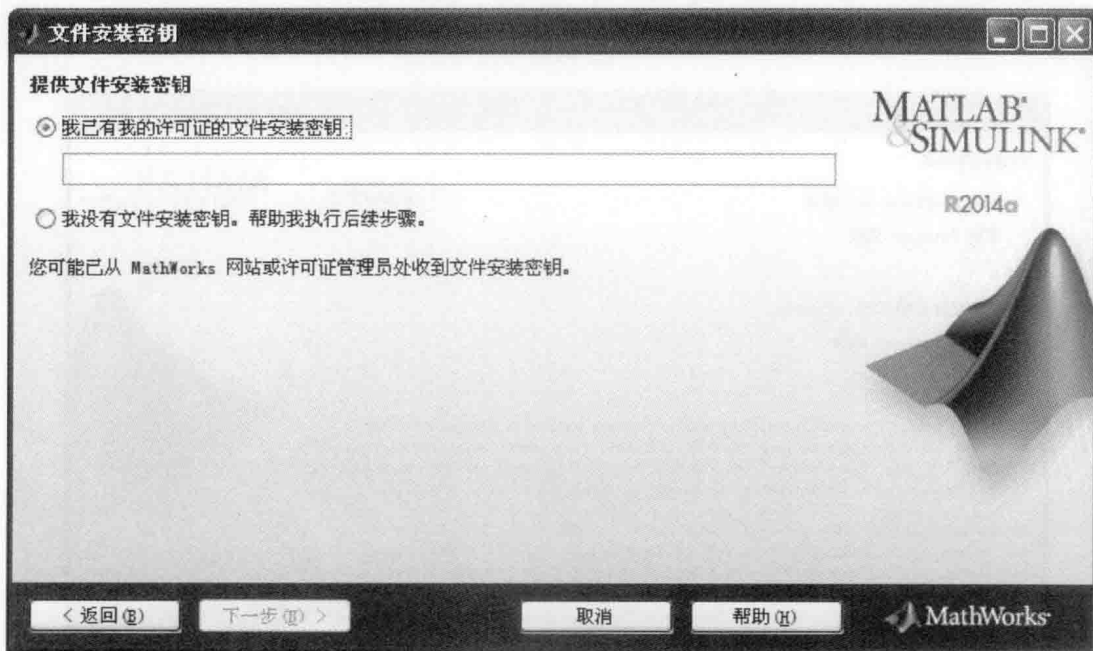 文件安装密钥
提供文件安装密钥
我已有我的许可证的文件安装密钥:
我没有文件安装密钥。帮助我执行后续步骤。
您可能已从 MathWorks 网站或许可证管理员处收到文件安装密钥。
MATLAB®
&SIMULINK®
R2014a
< 返回(B)
下一步(N) >
取消
帮助(H)
MathWorks®